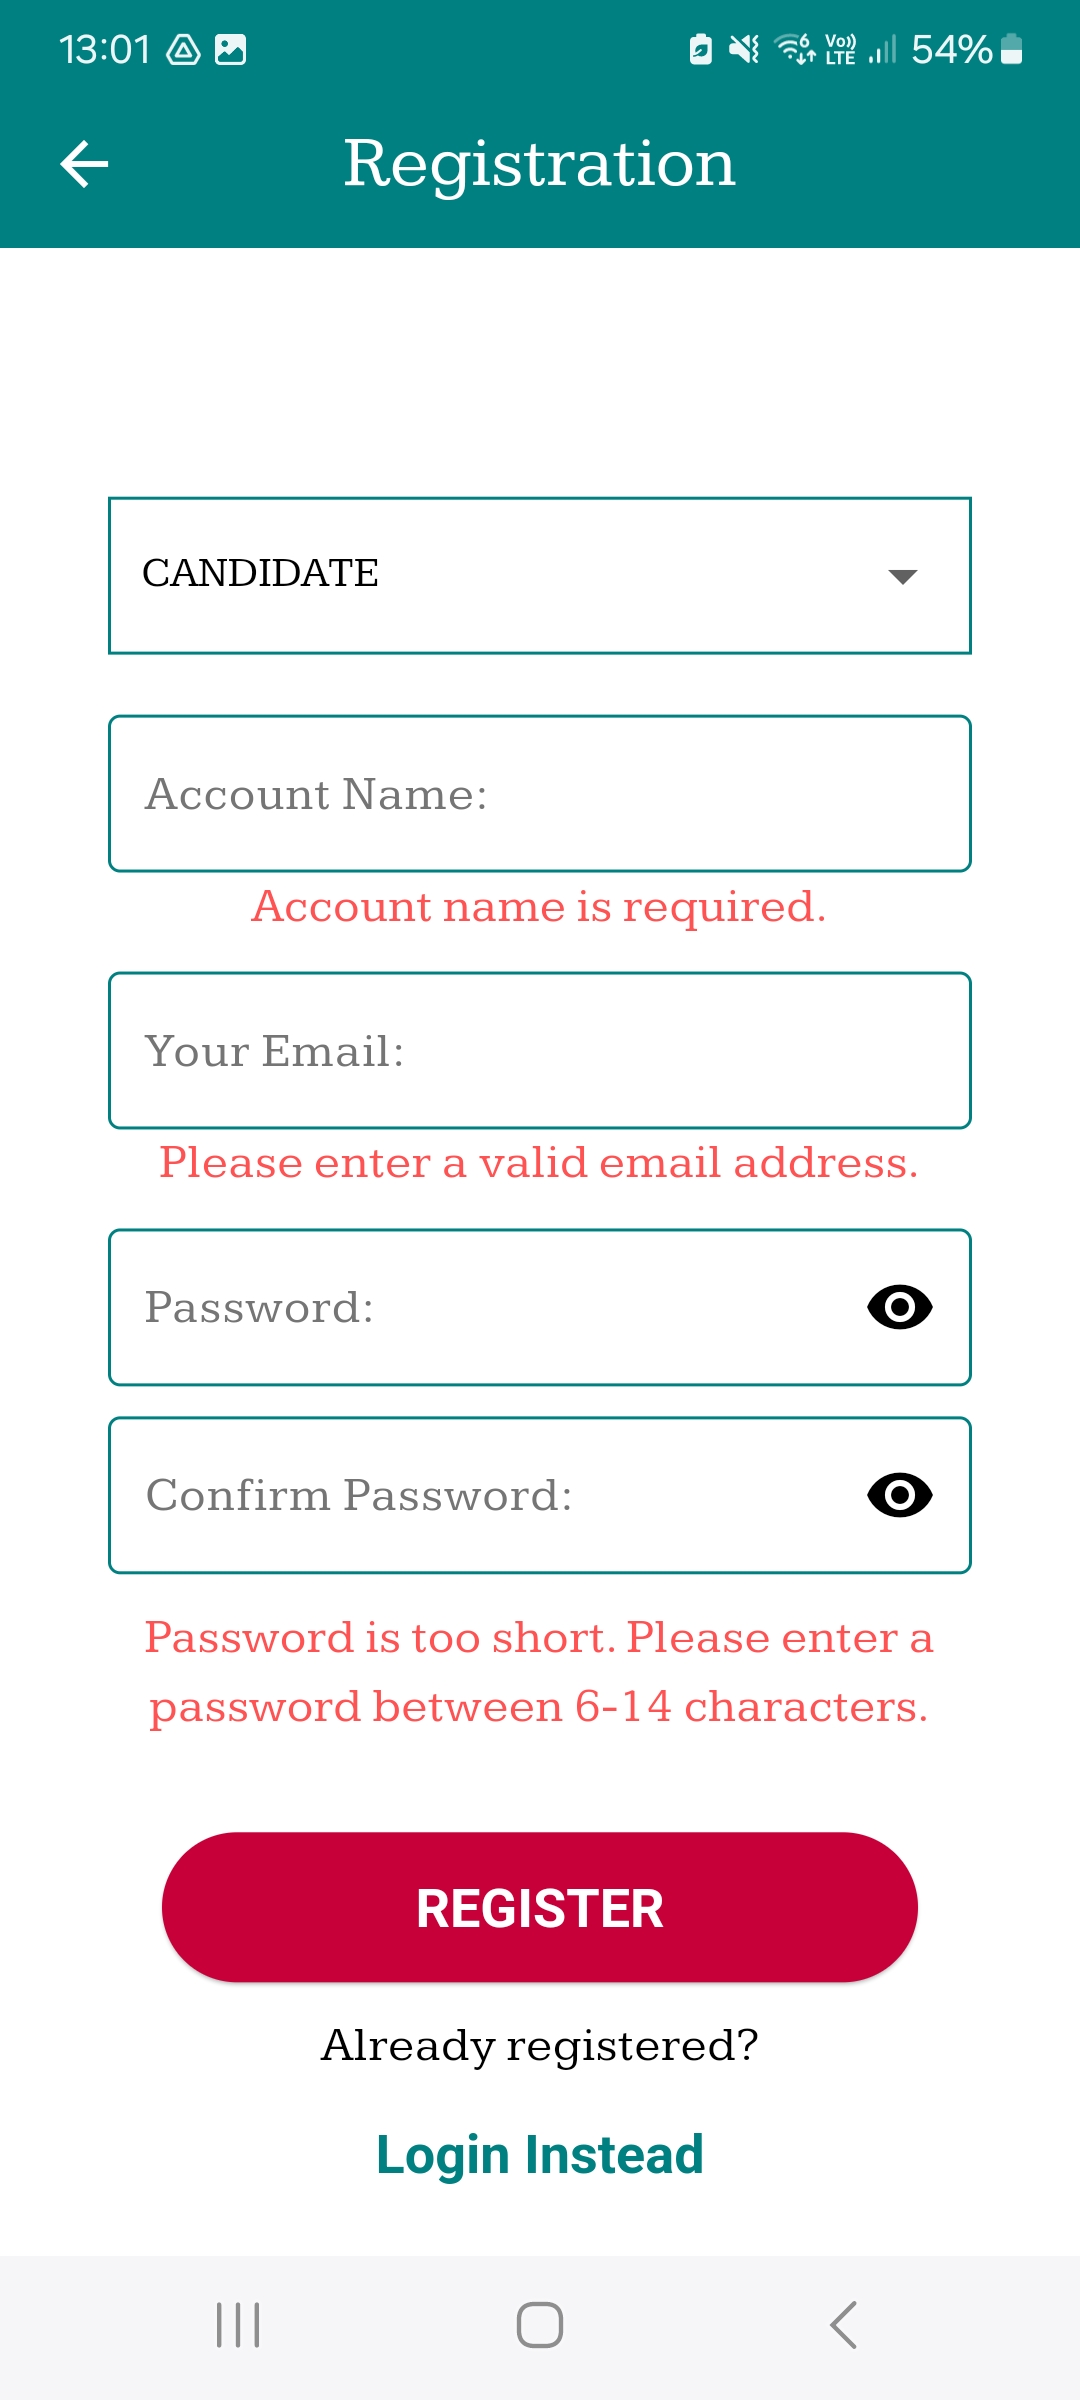 13:01 6 Vo)) LTE 54%
Registration
CANDIDATE
Account Name:
Account name is required.
Your Email:
Please enter a valid email address.
Password:
Confirm Password:
Password is too short. Please enter a
password between 6-14 characters.
REGISTER
Already registered?
Login Instead